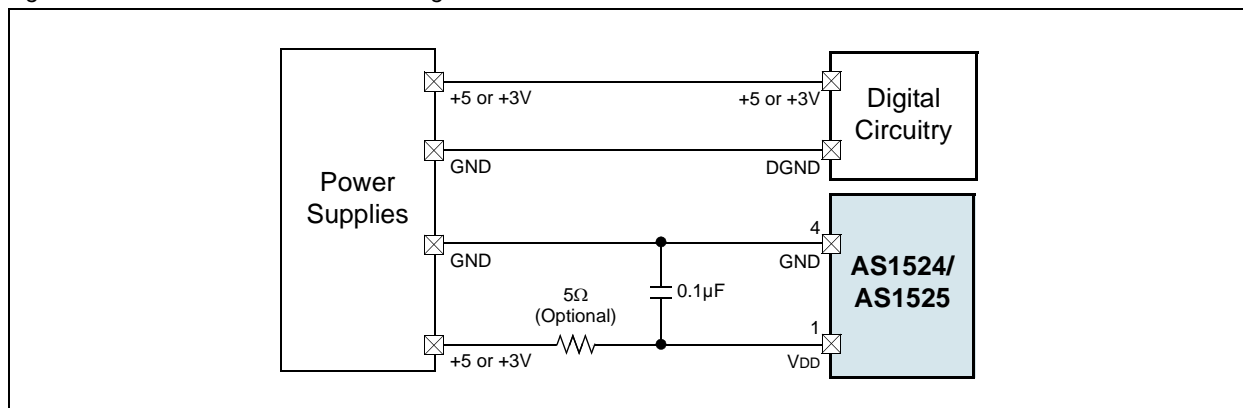 Power
Supplies
+5 or +3V
+5 or +3V
Digital
Circuitry
GND
DGND
GND
4
GND
AS1524/
AS1525
0.1µF
5Ω
(Optional)
+5 or +3V
1
VDD